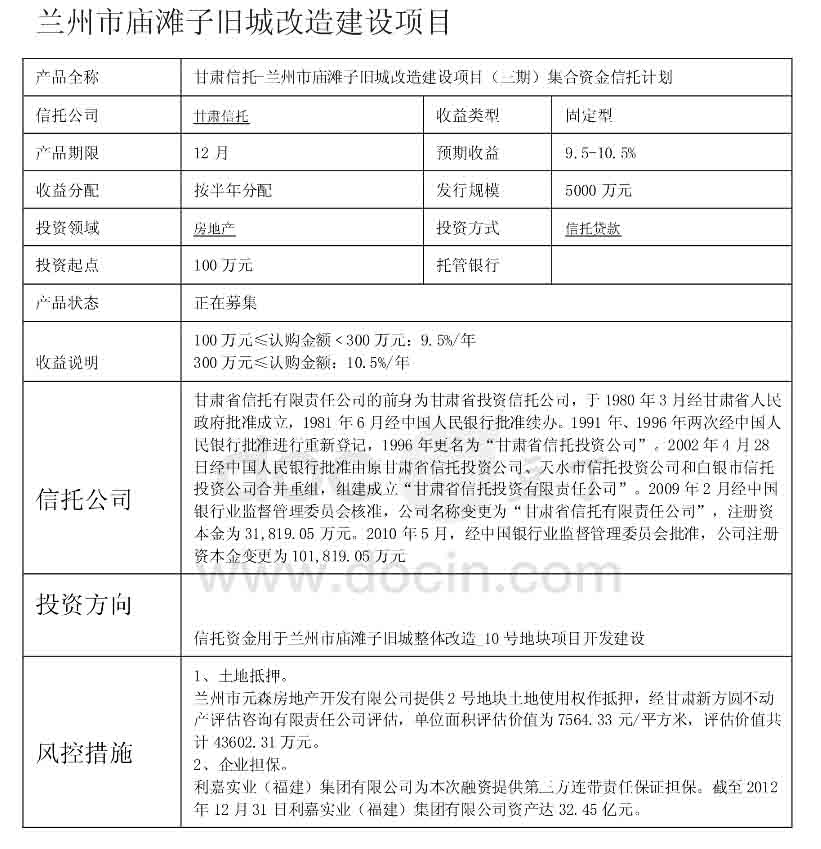 兰州市庙滩子旧城改造建设项目
产品全称 甘肃信托-兰州市庙滩子旧城改造建设项目（三期）集合资金信托计划
信托公司 甘肃信托 收益类型 固定型
产品期限 12 月 预期收益 9.5-10.5%
收益分配 按半年分配 发行规模 5000 万元
投资领域 房地产 投资方式 信托贷款
投资起点 100 万元 托管银行
产品状态 正在募集
收益说明
100 万元≤认购金额＜300 万元：9.5%/年
300 万元≤认购金额：10.5%/年
信托公司
甘肃省信托有限责任公司的前身为甘肃省投资信托公司，于 1980 年 3 月经甘肃省人民
政府批准成立，1981 年 6 月经中国人民银行批准续办。1991 年、1996 年两次经中国人
民银行批准进行重新登记，1996 年更名为“甘肃省信托投资公司”。2002 年 4 月 28
日经中国人民银行批准由原甘肃省信托投资公司、天水市信托投资公司和白银市信托
投资公司合并重组，组建成立“甘肃省信托投资有限责任公司”。2009 年 2 月经中国
银行业监督管理委员会核准，公司名称变更为“甘肃省信托有限责任公司”，注册资
本金为 31,819.05 万元。2010 年 5 月，经中国银行业监督管理委员会批准，公司注册
资本金变更为 101,819.05 万元
www.docin.com
投资方向
信托资金用于兰州市庙滩子旧城整体改造_10 号地块项目开发建设
风控措施
1、土地抵押。
兰州市元森房地产开发有限公司提供 2 号地块土地使用权作抵押，经甘肃新方圆不动
产评估咨询有限责任公司评估，单位面积评估价值为 7564.33 元/平方米，评估价值共
计 43602.31 万元。
2、企业担保。
利嘉实业（福建）集团有限公司为本次融资提供第三方连带责任保证担保。截至 2012
年 12 月 31 日利嘉实业（福建）集团有限公司资产达 32.45 亿元。